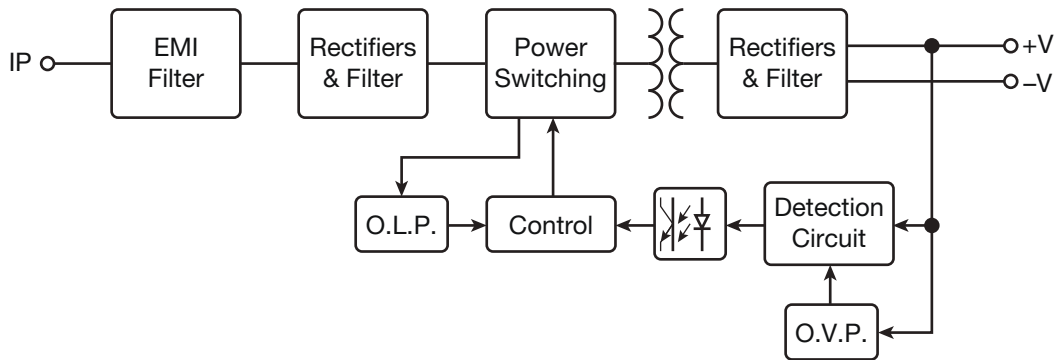 IP
EMI
Filter
Rectifiers
& Filter
Power
Switching
Rectifiers
& Filter
+V
–V
O.L.P.
Control
Detection
Circuit
O.V.P.